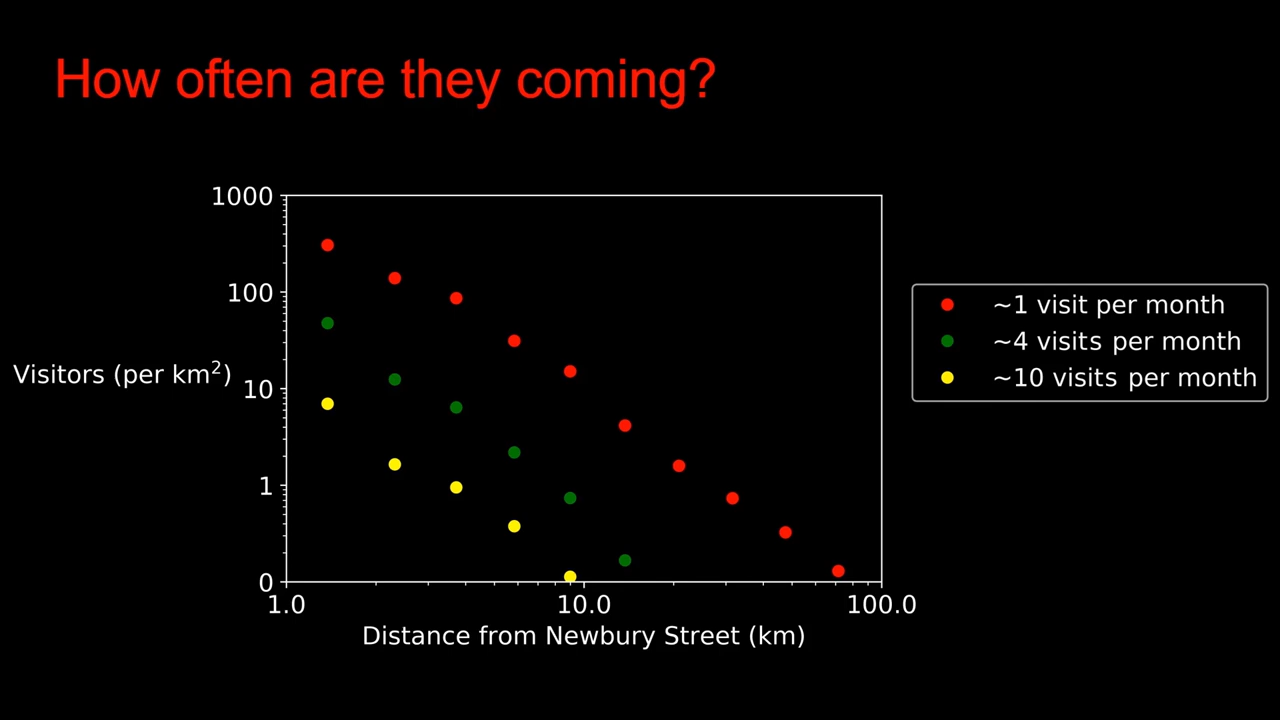 How often are they coming?
1000
100
10
1
0
Visitors (per km²)
1.0
10.0
100.0
Distance from Newbury Street (km)
~1 visit per month
~4 visits per month
~10 visits per month